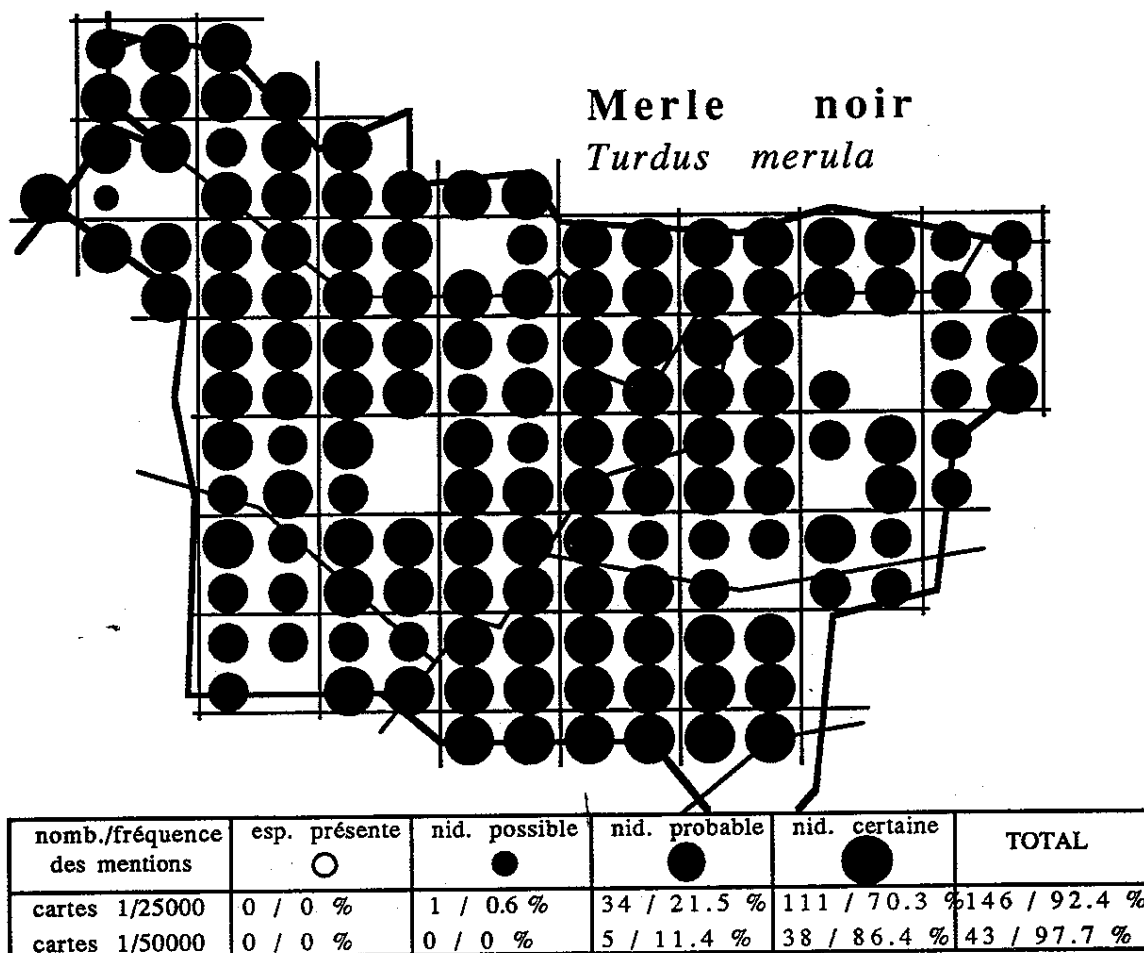 Merle noir
Turdus merula
nomb./fréquence des mentions esp. présente nid. possible nid. probable nid. certaine TOTAL
cartes 1/25000 0 / 0 % 1 / 0.6 % 34 / 21.5 % 111 / 70.3 % 146 / 92.4 %
cartes 1/50000 0 / 0 % 0 / 0 % 5 / 11.4 % 38 / 86.4 % 43 / 97.7 %